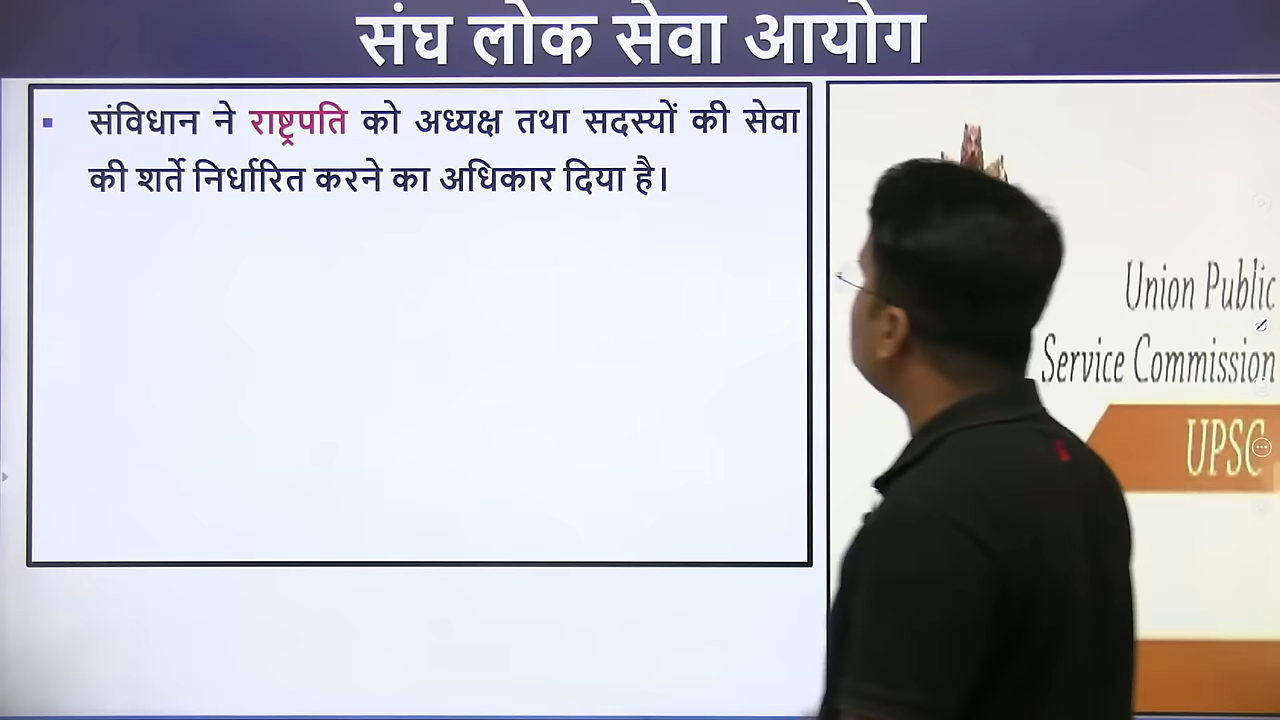 संघ लोक सेवा आयोग
▪ संविधान ने राष्ट्रपति को अध्यक्ष तथा सदस्यों की सेवा
की शर्ते निर्धारित करने का अधिकार दिया है।
Union Public
Service Commission
UPSC